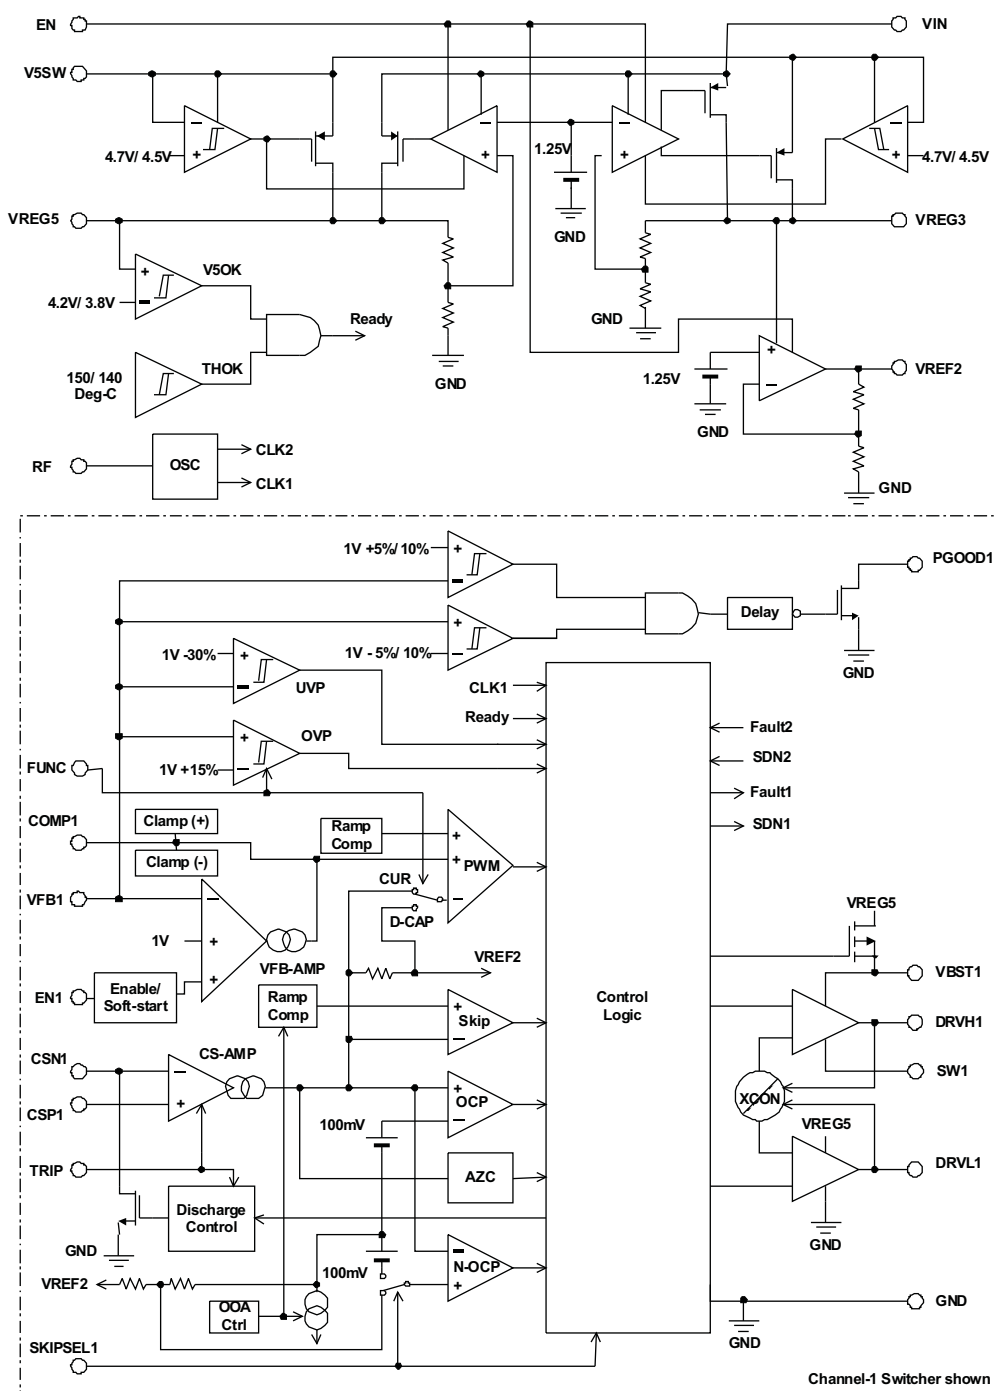 EN
VIN
V5SW
4.7V/ 4.5V
1.25V
GND
4.7V/ 4.5V
VREG5
VREG3
V5OK
4.2V/ 3.8V
Ready
THOK
150/ 140
Deg-C
GND
GND
1.25V
GND
VREF2
GND
RF
OSC
CLK2
CLK1
1V +5%/ 10%
1V - 5%/ 10%
Delay
PGOOD1
GND
1V -30%
UVP
OVP
1V +15%
CLK1
Ready
Fault2
SDN2
Fault1
SDN1
FUNC
COMP1
Clamp (+)
Clamp (-)
Ramp
Comp
PWM
CUR
D-CAP
VFB1
1V
VFB-AMP
VREF2
EN1
Enable/
Soft-start
Ramp
Comp
Skip
Control
Logic
VREG5
VBST1
DRVH1
SW1
XCON
VREG5
DRVL1
GND
CSN1
CS-AMP
CSP1
OCP
100mV
TRIP
AZC
Discharge
Control
GND
100mV
N-OCP
VREF2
OOA
Ctrl
SKIPSEL1
GND
GND
Channel-1 Switcher shown